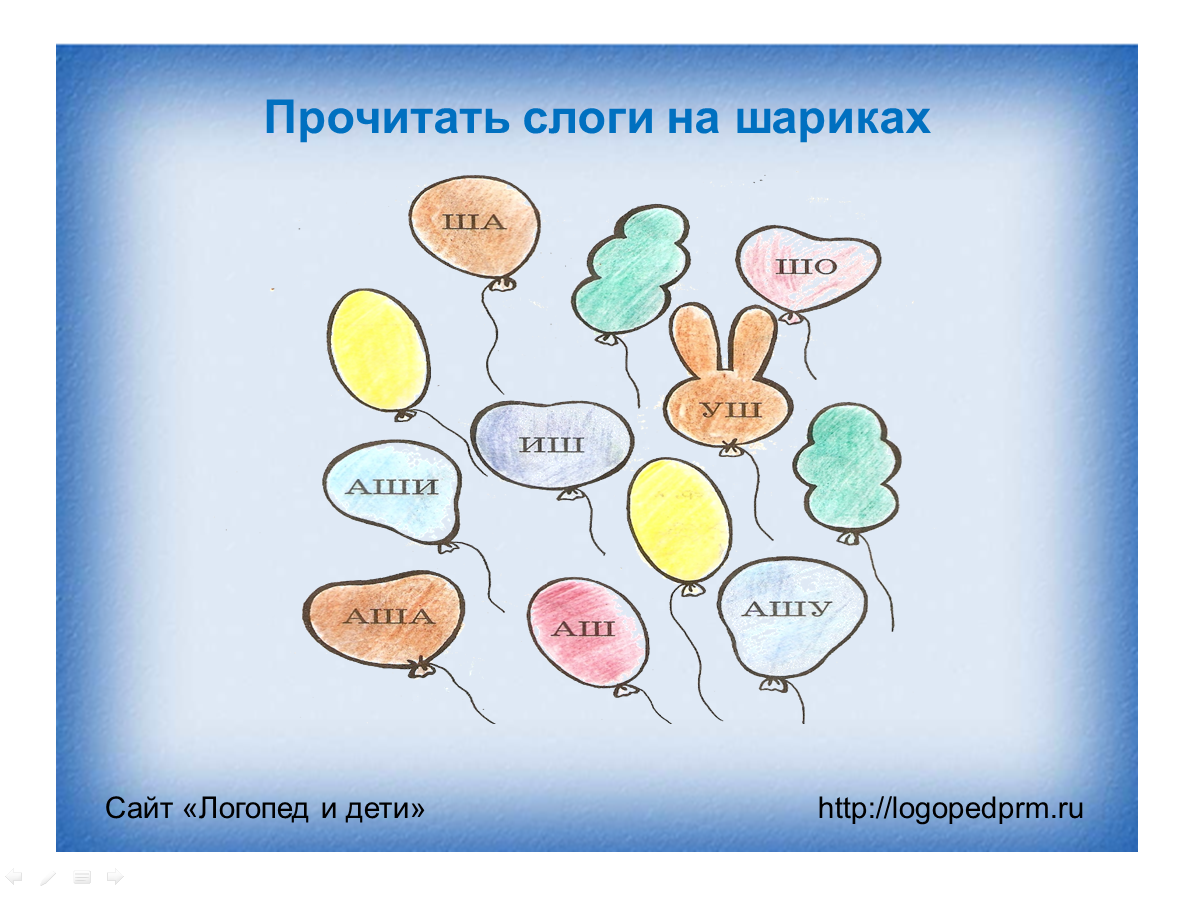 Прочитать слоги на шариках
ША
ШО
УШ
ИШ
АШИ
АША
АШ
АШУ
Сайт «Логопед и дети»
http://logopedprm.ru